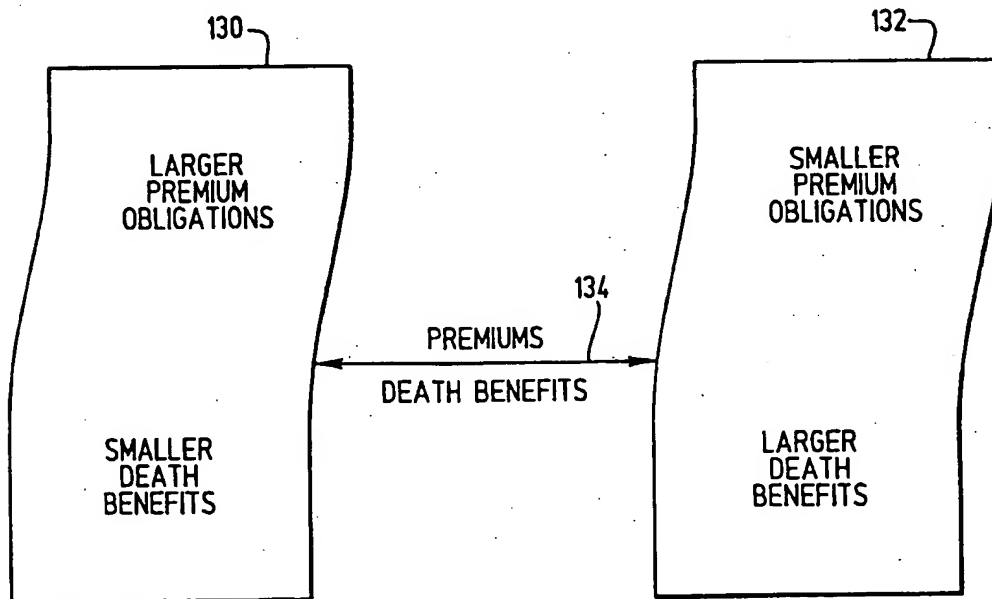 130
132
LARGER
PREMIUM
OBLIGATIONS
SMALLER
PREMIUM
OBLIGATIONS
134
PREMIUMS
DEATH BENEFITS
SMALLER
DEATH
BENEFITS
LARGER
DEATH
BENEFITS